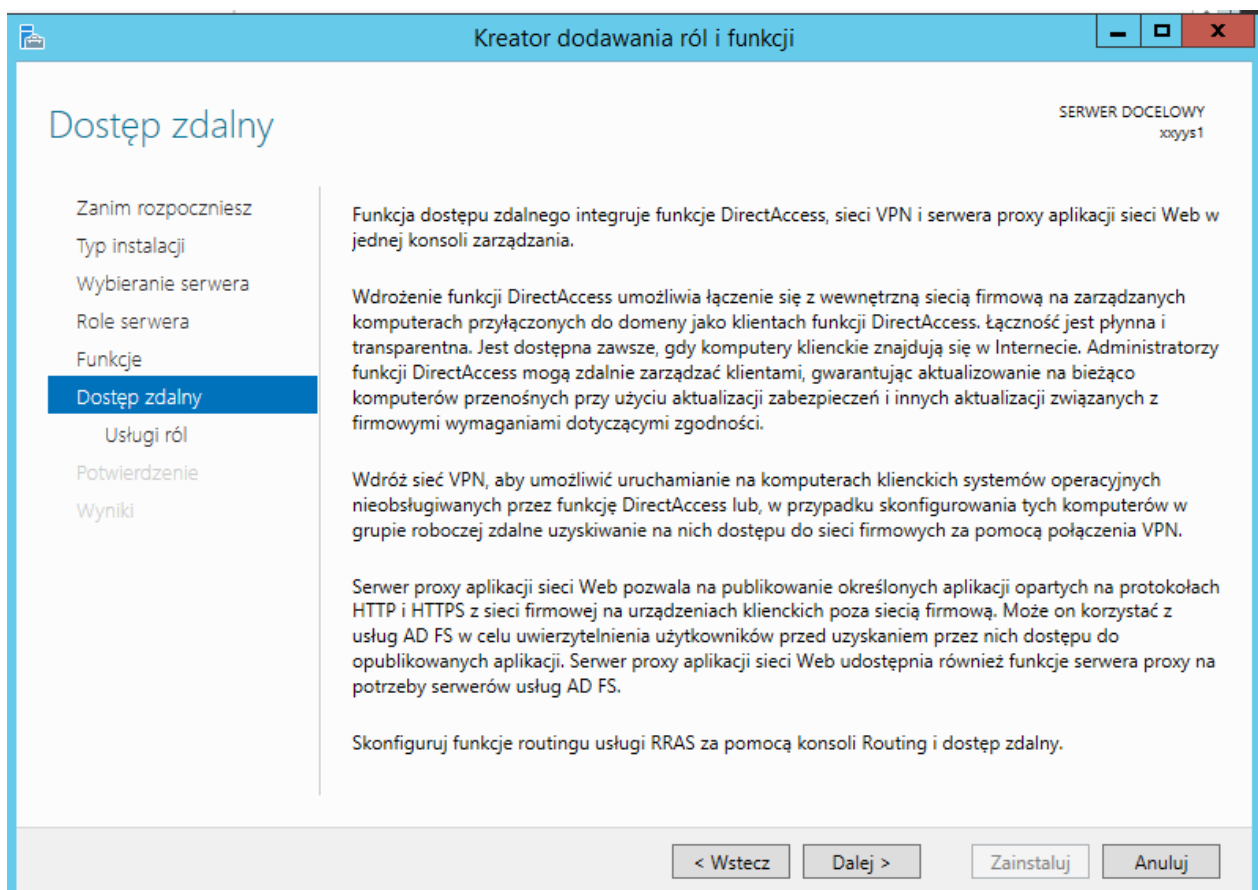 Kreator dodawania ról i funkcji
Dostęp zdalny
SERWER DOCELOWY
xxyys1
Zanim rozpoczniesz
Typ instalacji
Wybieranie serwera
Role serwera
Funkcje
Dostęp zdalny
Usługi ról
Potwierdzenie
Wyniki
Funkcja dostępu zdalnego integruje funkcje DirectAccess, sieci VPN i serwera proxy aplikacji sieci Web w
jednej konsoli zarządzania.
Wdrożenie funkcji DirectAccess umożliwia łączenie się z wewnętrzną siecią firmową na zarządzanych
komputerach przyłączonych do domeny jako klientach funkcji DirectAccess. Łączność jest płynna i
transparentna. Jest dostępna zawsze, gdy komputery klienckie znajdują się w Internecie. Administratorzy
funkcji DirectAccess mogą zdalnie zarządzać klientami, gwarantując aktualizowanie na bieżąco
komputerów przenośnych przy użyciu aktualizacji zabezpieczeń i innych aktualizacji związanych z
firmowymi wymaganiami dotyczącymi zgodności.
Wdróż sieć VPN, aby umożliwić uruchamianie na komputerach klienckich systemów operacyjnych
nieobsługiwanych przez funkcję DirectAccess lub, w przypadku skonfigurowania tych komputerów w
grupie roboczej zdalne uzyskiwanie na nich dostępu do sieci firmowych za pomocą połączenia VPN.
Serwer proxy aplikacji sieci Web pozwala na publikowanie określonych aplikacji opartych na protokołach
HTTP i HTTPS z sieci firmowej na urządzeniach klienckich poza siecią firmową. Może on korzystać z
usług AD FS w celu uwierzytelnienia użytkowników przed uzyskaniem przez nich dostępu do
opublikowanych aplikacji. Serwer proxy aplikacji sieci Web udostępnia również funkcje serwera proxy na
potrzeby serwerów usług AD FS.
Skonfiguruj funkcje routingu usługi RRAS za pomocą konsoli Routing i dostęp zdalny.
< Wstecz
Dalej >
Zainstaluj
Anuluj